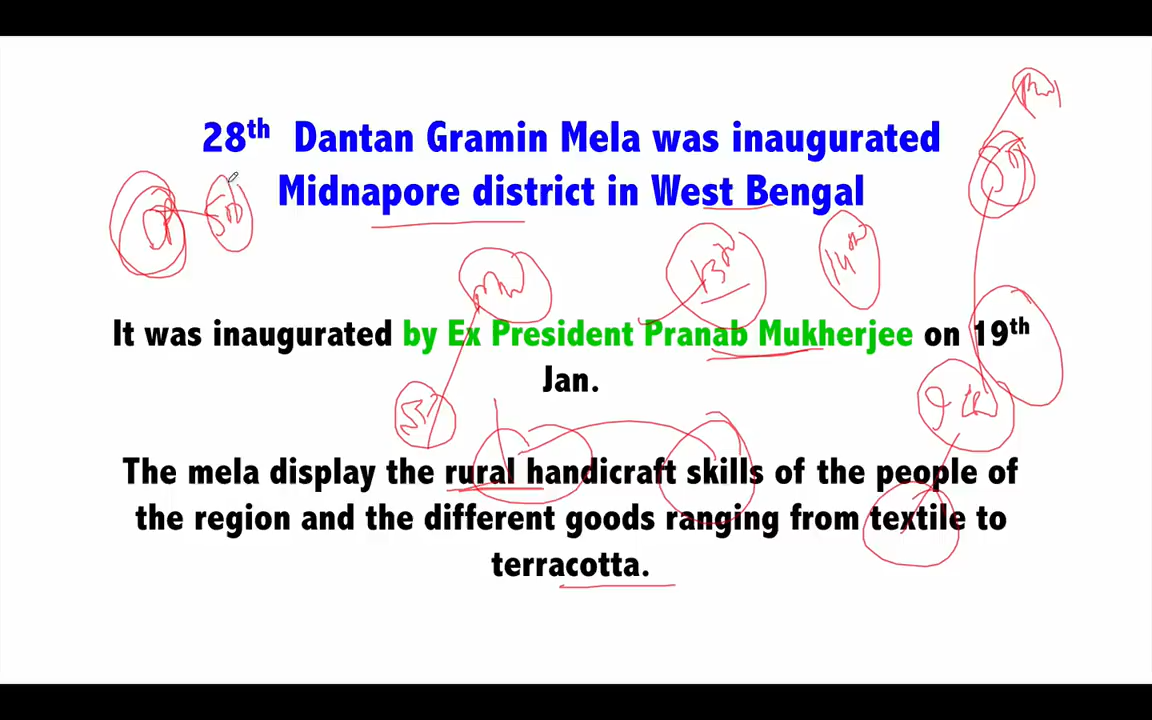 28th Dantan Gramin Mela was inaugurated
Midnapore district in West Bengal
13th
14th
It was inaugurated by Ex President Pranab Mukherjee on 19th
Jan.
The mela display the rural handicraft skills of the people of
the region and the different goods ranging from textile to
terracotta.